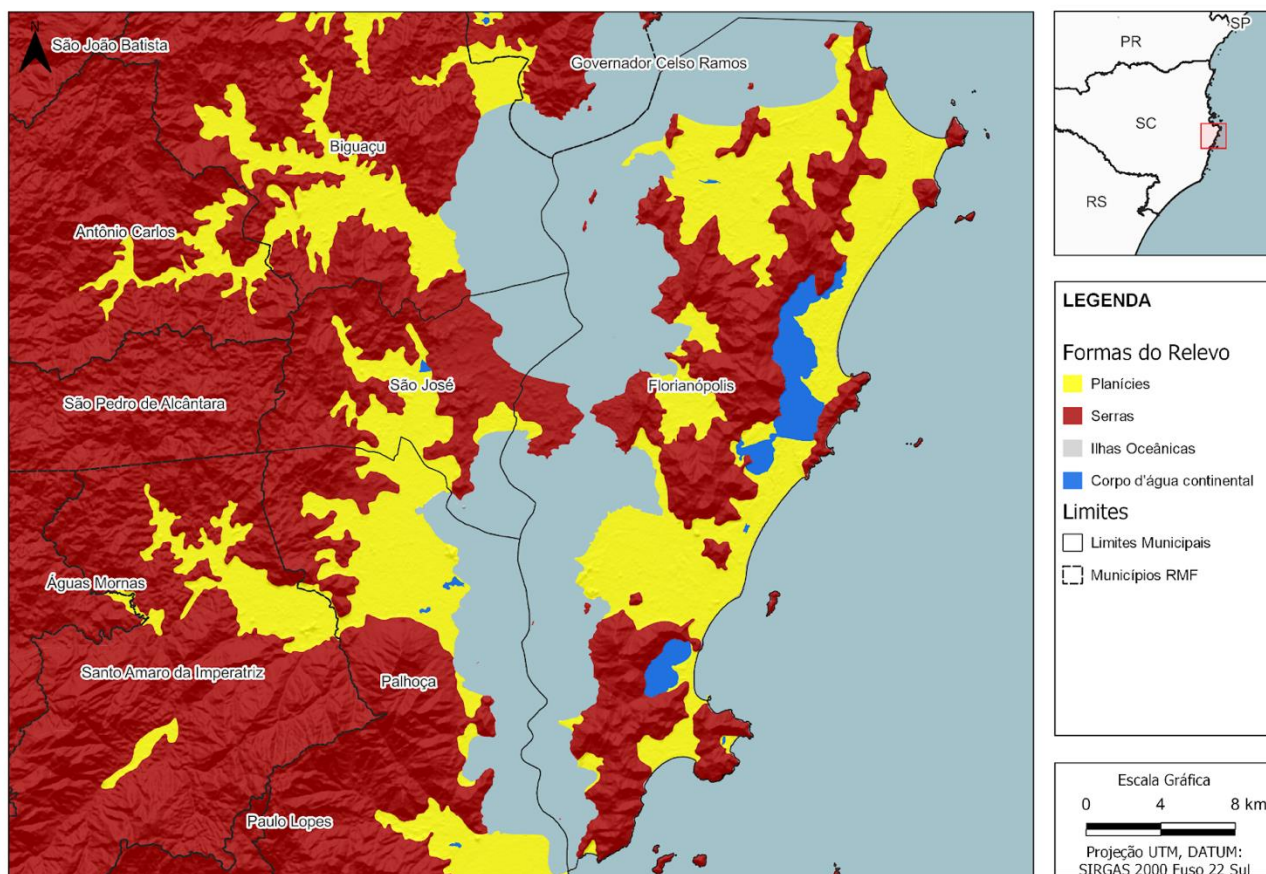 N
São João Batista
Governador Celso Ramos
Biguaçu
Antônio Carlos
São José
Florianópolis
São Pedro de Alcântara
Águas Mornas
Santo Amaro da Imperatriz
Palhoça
Paulo Lopes
SP
PR
SC
RS
LEGENDA
Formas do Relevo
Planícies
Serras
Ilhas Oceânicas
Corpo d'água continental
Limites
Limites Municipais
Municípios RMF
Escala Gráfica
0 4 8 km
Projeção UTM, DATUM:
SIRGAS 2000 Fuso 22 Sul